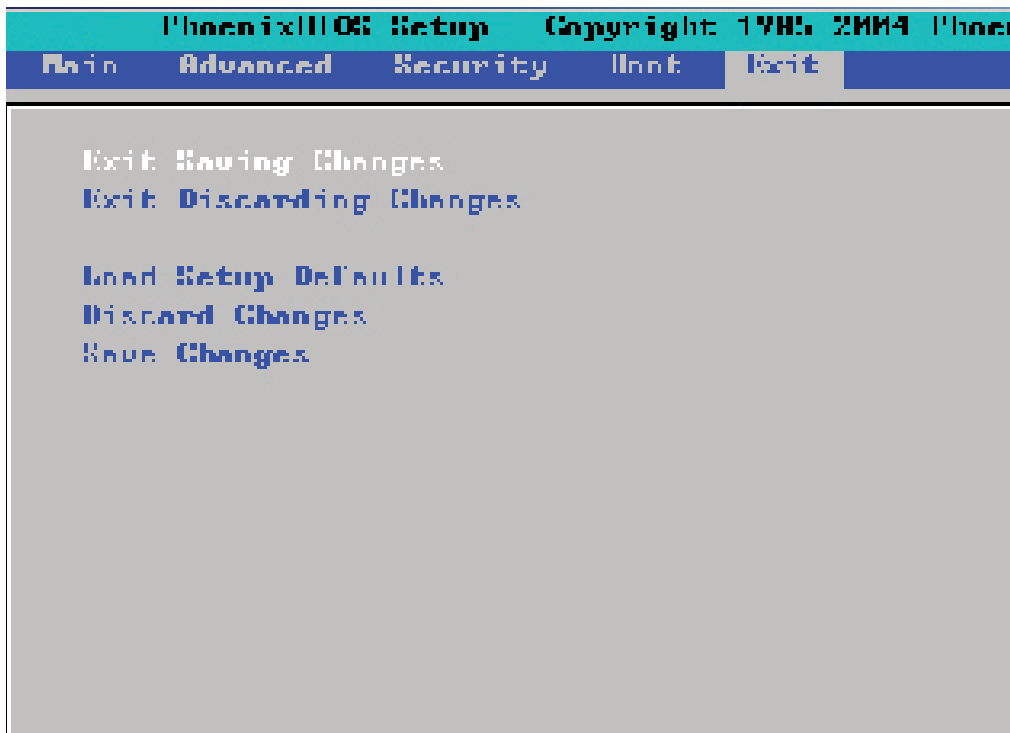 PhoenixBIOS Setup Copyright 1985 2004
Main Advanced Security Boot Exit
Exit Saving Changes
Exit Discarding Changes
Load Setup Defaults
Discard Changes
Save Changes